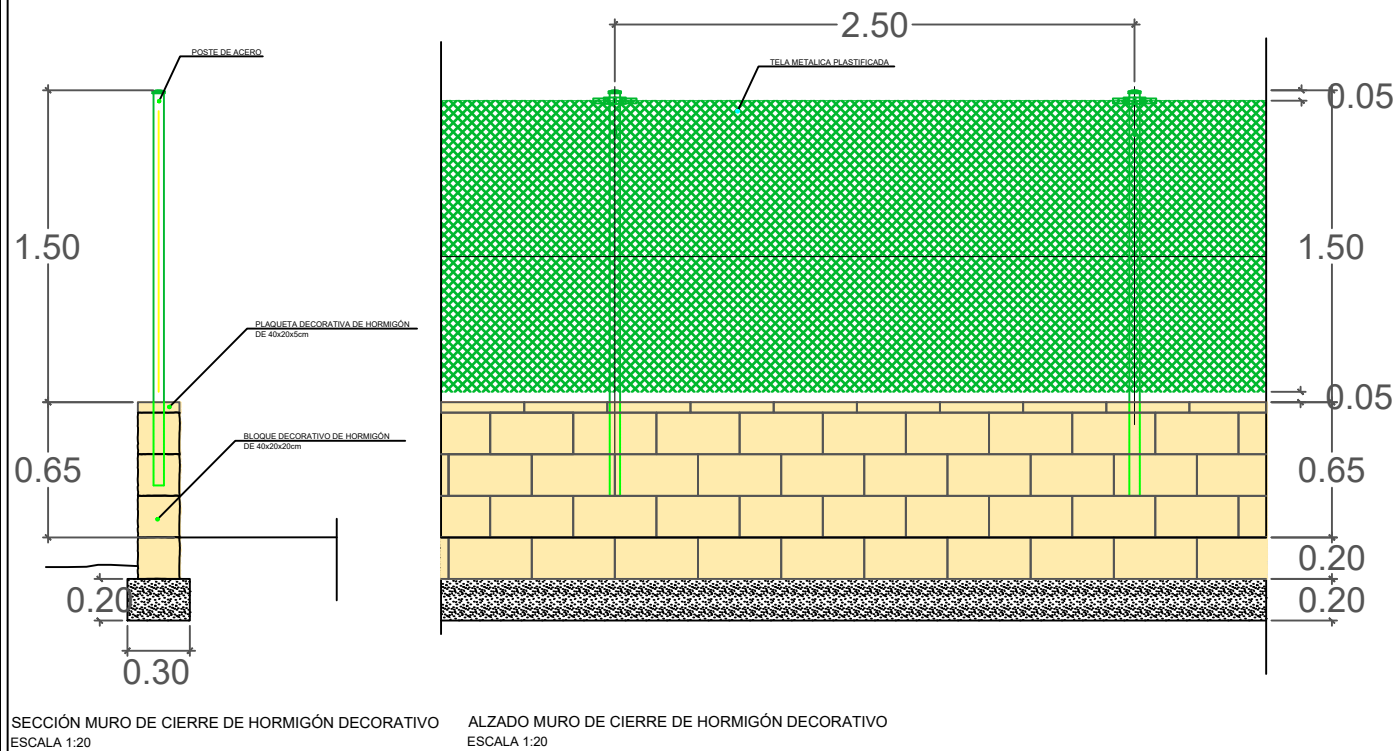 POSTE DE ACERO
1.50
PLAQUETA DECORATIVA DE HORMIGÓN
DE 40x20x5cm
BLOQUE DECORATIVO DE HORMIGÓN
DE 40x20x20cm
0.65
0.20
0.30
SECCIÓN MURO DE CIERRE DE HORMIGÓN DECORATIVO
ESCALA 1:20
2.50
TELA METALICA PLASTIFICADA
0.05
1.50
0.05
0.65
0.20
0.20
ALZADO MURO DE CIERRE DE HORMIGÓN DECORATIVO
ESCALA 1:20